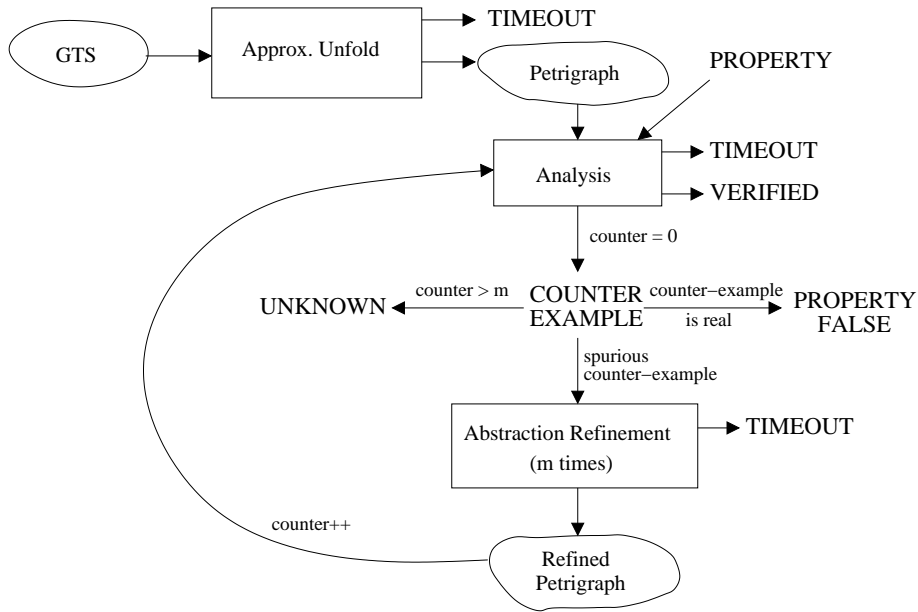 TIMEOUT
GTS
Approx. Unfold
Petrigraph
PROPERTY
TIMEOUT
Analysis
VERIFIED
counter = 0
UNKNOWN
counter > m
COUNTER
EXAMPLE
counter−example
is real
PROPERTY
FALSE
spurious
counter−example
Abstraction Refinement
(m times)
TIMEOUT
counter++
Refined
Petrigraph